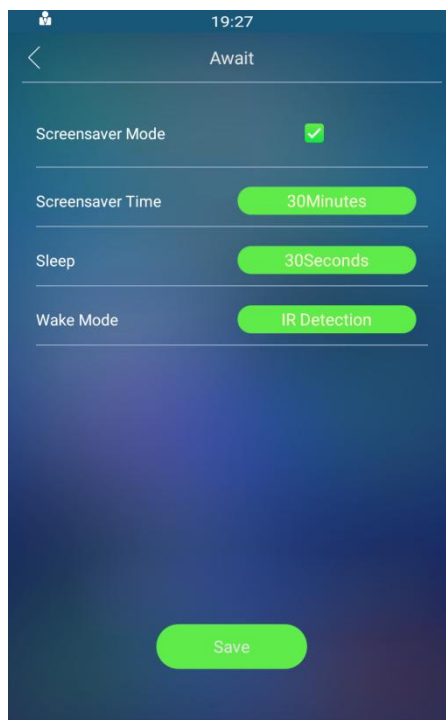 19:27
Await
Screensaver Mode
Screensaver Time 30Minutes
Sleep 30Seconds
Wake Mode IR Detection
Save